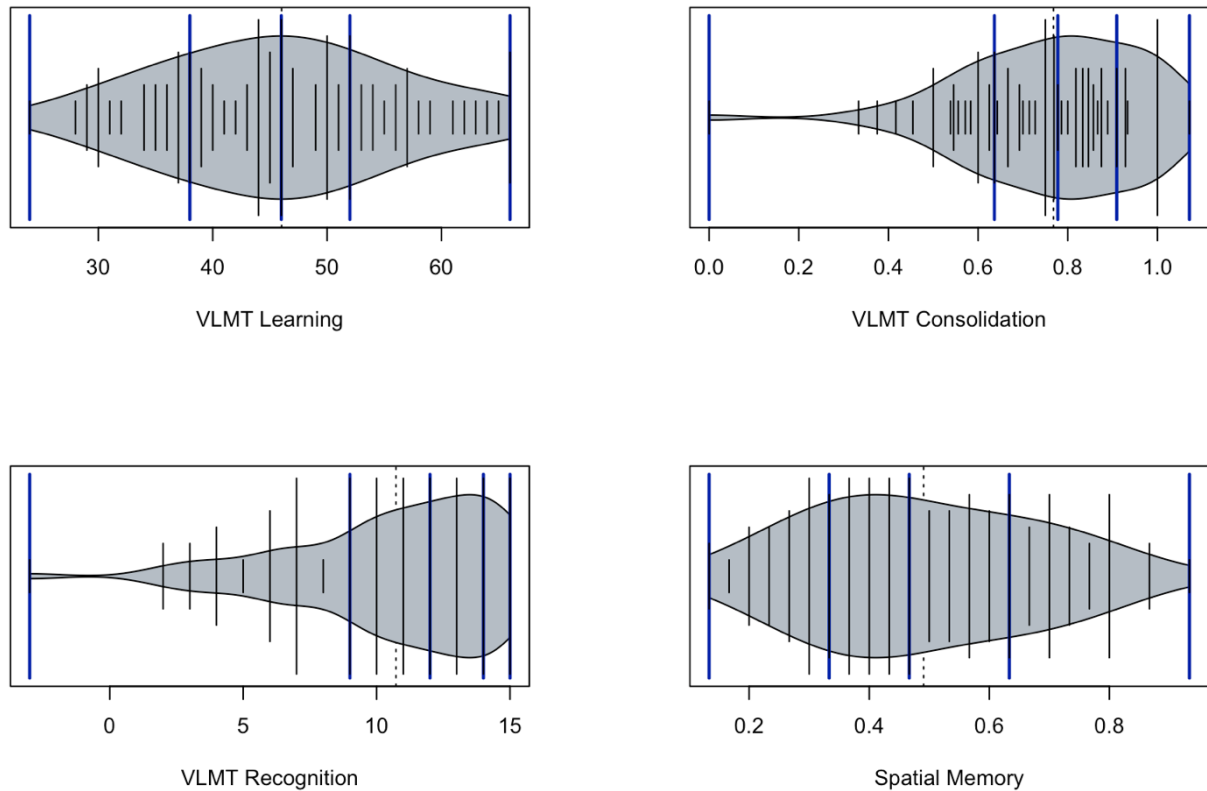 30 40 50 60
VLMT Learning
0.0 0.2 0.4 0.6 0.8 1.0
VLMT Consolidation
0 5 10 15
VLMT Recognition
0.2 0.4 0.6 0.8
Spatial Memory